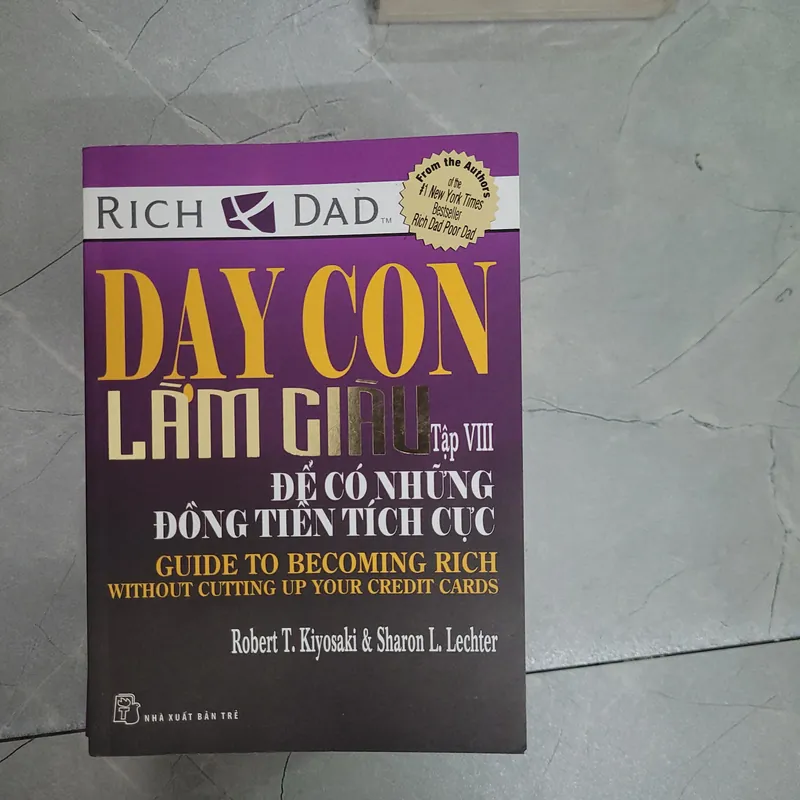 RICH DAD™
From the Authors
of the
#1 New York Times
Bestseller
Rich Dad Poor Dad
DẠY CON
LÀM GIÀU
Tập VIII
ĐỂ CÓ NHỮNG
ĐỒNG TIỀN TÍCH CỰC
GUIDE TO BECOMING RICH
WITHOUT CUTTING UP YOUR CREDIT CARDS
Robert T. Kiyosaki & Sharon L. Lechter
NHÀ XUẤT BẢN TRẺ